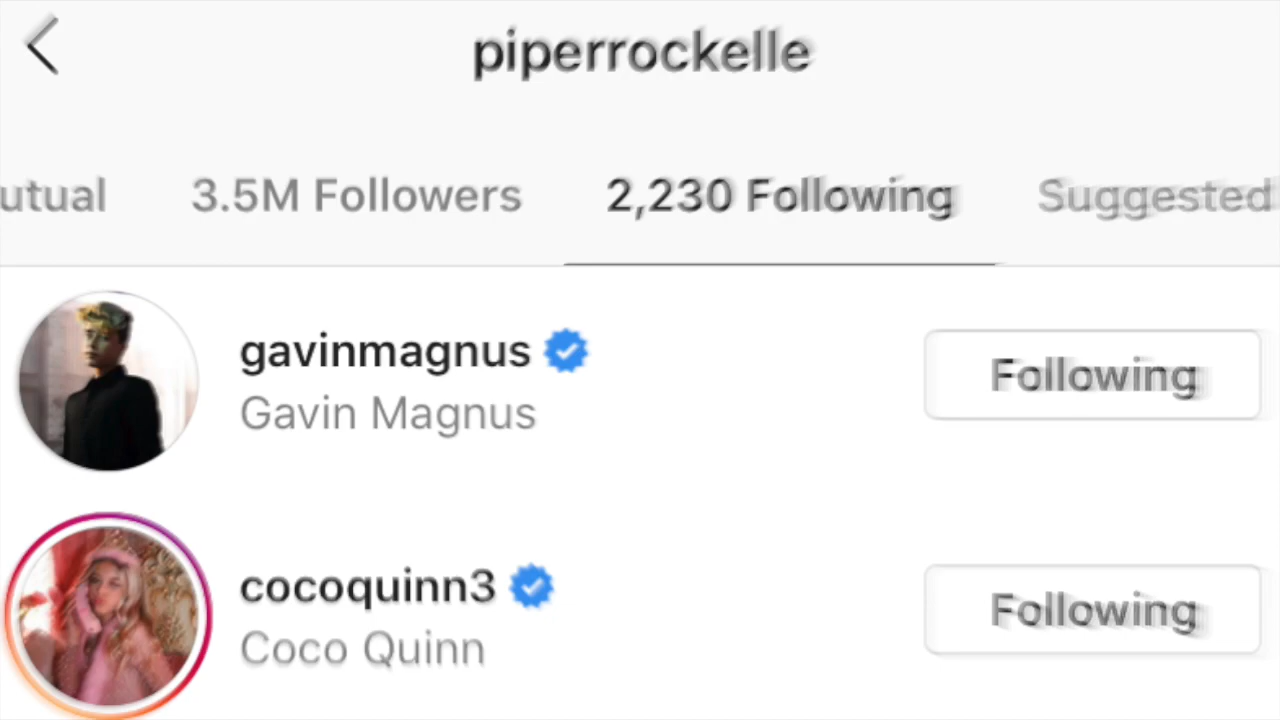 piperrockelle
utual 3.5M Followers 2,230 Following Suggested
gavinmagnus
Gavin Magnus
Following
cocoquinn3
Coco Quinn
Following